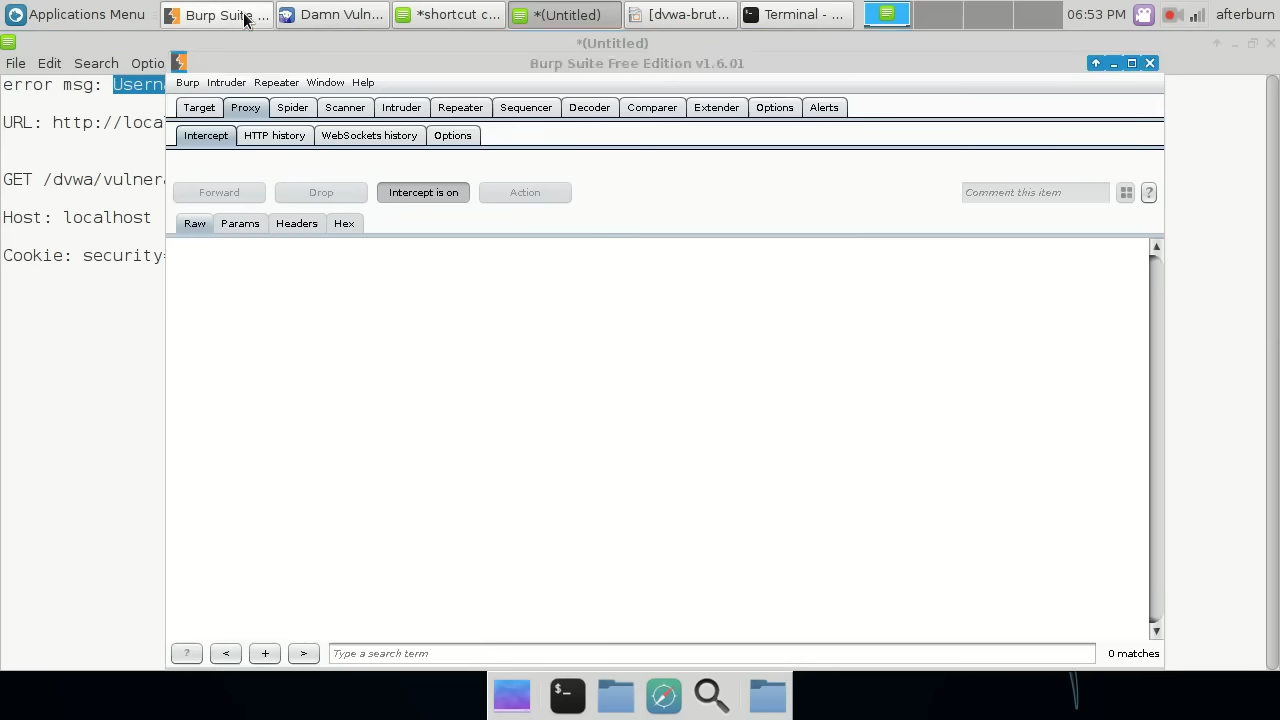 Applications Menu Burp Suite ... Damn Vuln... *shortcut c... *(Untitled) [dvwa-brut... Terminal - ... 06:53 PM afterburn
*(Untitled)
File Edit Search Optio
Burp Suite Free Edition v1.6.01
Burp Intruder Repeater Window Help
error msg: Usern
Target Proxy Spider Scanner Intruder Repeater Sequencer Decoder Comparer Extender Options Alerts
URL: http://loca
Intercept HTTP history WebSockets history Options
GET /dvwa/vulner
Forward Drop Intercept is on Action Comment this item ?
Host: localhost
Raw Params Headers Hex
Cookie: security
? < + > Type a search term 0 matches
$_